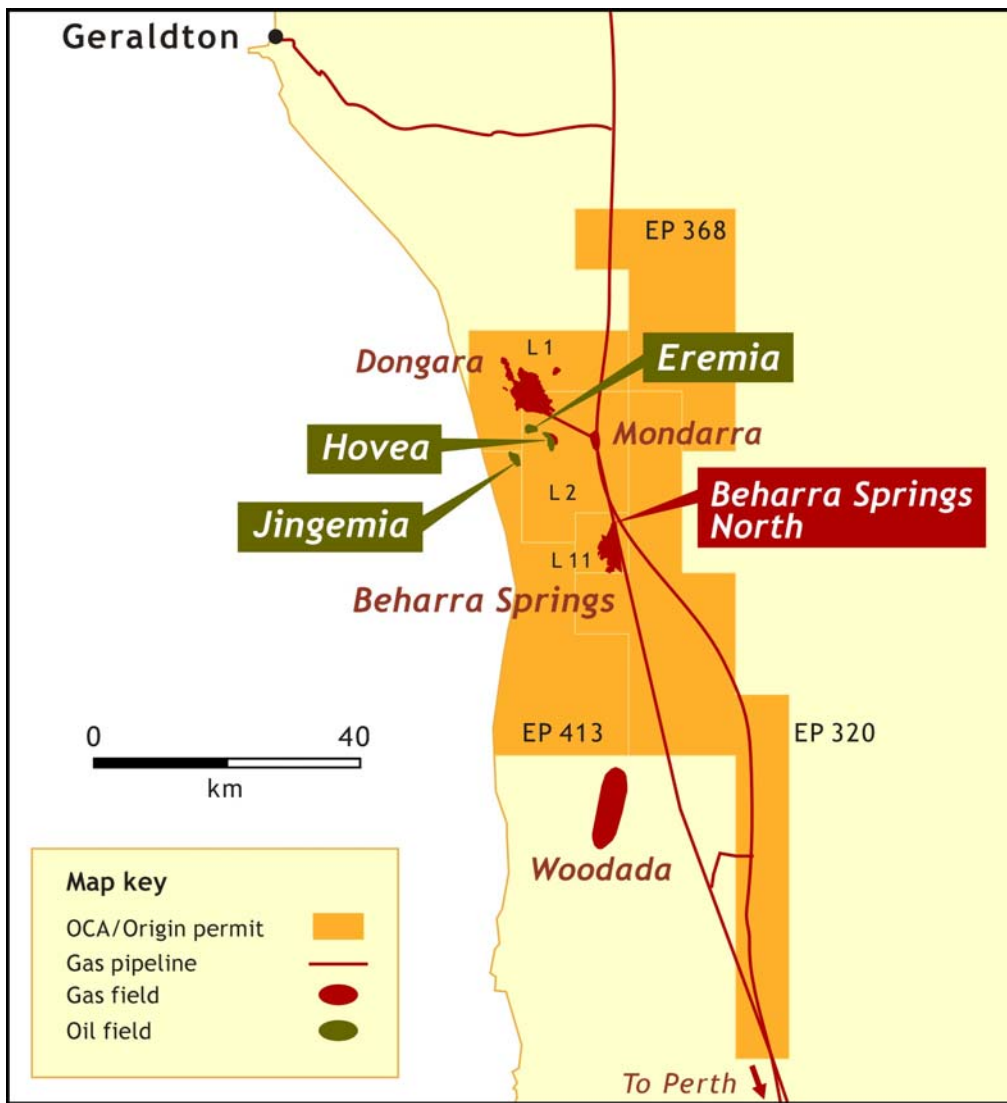 Geraldton
EP 368
L 1
Dongara
Eremia
Hovea
Mondarra
Jingemia
L 2
Beharra Springs
North
L 11
Beharra Springs
0 40
km
EP 413
EP 320
Woodada
Map key
OCA/Origin permit
Gas pipeline
Gas field
Oil field
To Perth